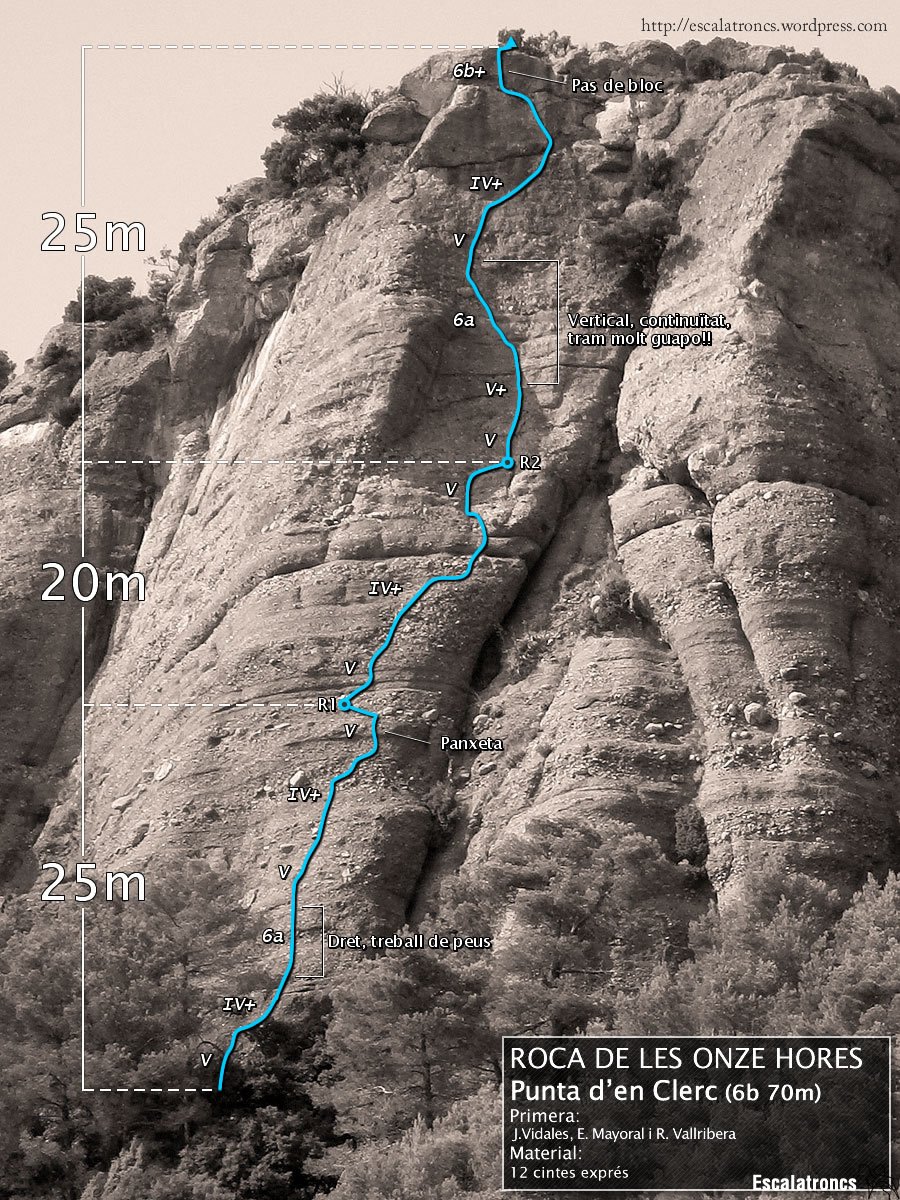 http://escalatroncs.wordpress.com
6b+
Pas de bloc
IV+
25m
V
6a
Vertical, continuïtat,
tram molt guapo!!
V+
V
R2
V
20m
IV+
V
R1
V
Panxeta
IV+
V
25m
6a
Dret, treball de peus
IV+
V
ROCA DE LES ONZE HORES
Punta d'en Clerc (6b 70m)
Primera:
J.Vidales, E. Mayoral i R. Vallribera
Material:
12 cintes exprés
Escalatroncs